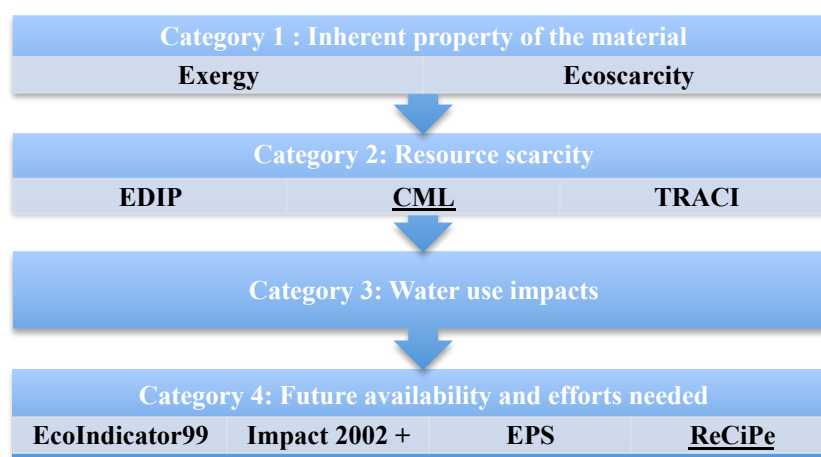 Category 1 : Inherent property of the material
Exergy Ecoscarcity
Category 2: Resource scarcity
EDIP CML TRACI
Category 3: Water use impacts
Category 4: Future availability and efforts needed
EcoIndicator99 Impact 2002 + EPS ReCiPe